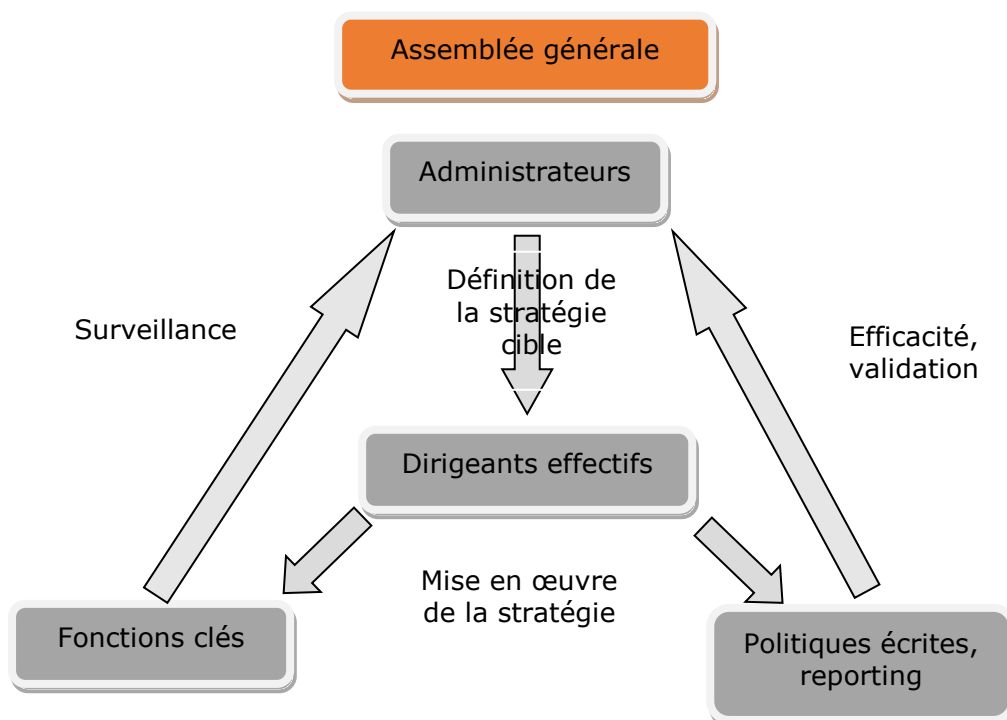 Assemblée générale
Administrateurs
Définition de
la stratégie
cible
Surveillance
Efficacité,
validation
Dirigeants effectifs
Mise en œuvre
de la stratégie
Fonctions clés
Politiques écrites,
reporting